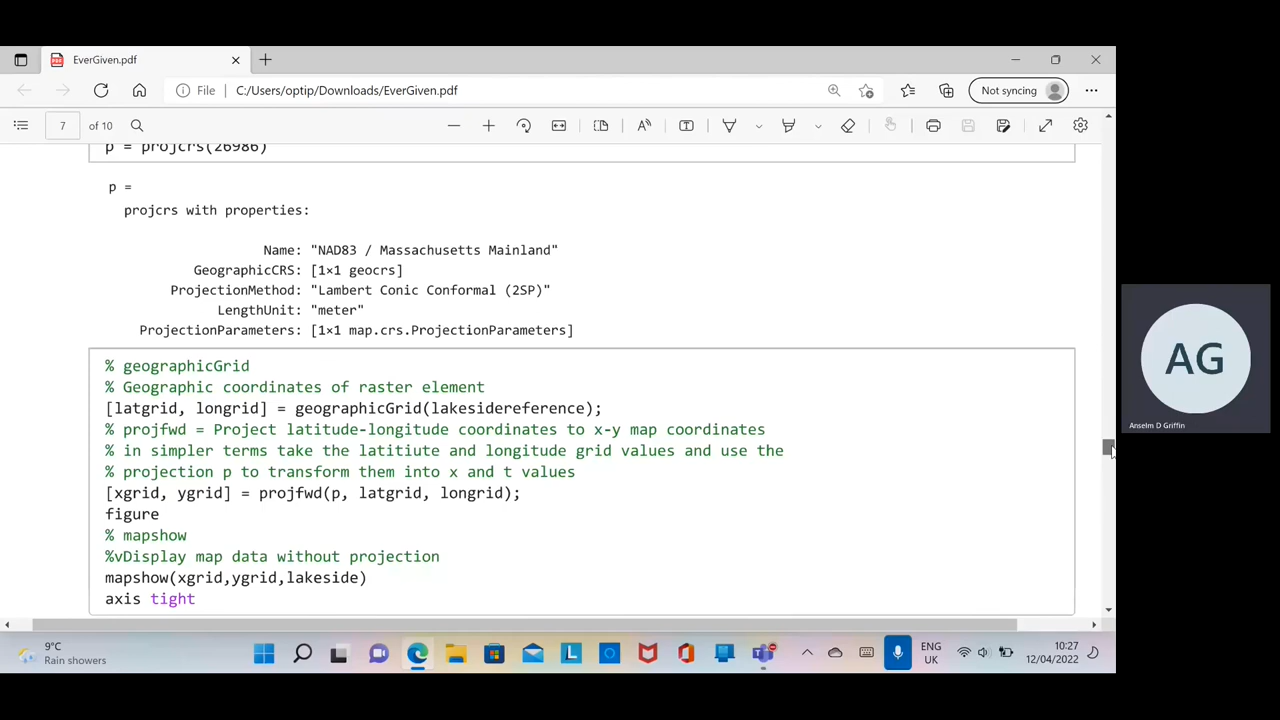 EverGiven.pdf
File
C:/Users/optip/Downloads/EverGiven.pdf
Not syncing
7
of 10
p = projcrs(26986)
p =
projcrs with properties:
Name: "NAD83 / Massachusetts Mainland"
GeographicCRS: [1×1 geocrs]
ProjectionMethod: "Lambert Conic Conformal (2SP)"
LengthUnit: "meter"
ProjectionParameters: [1×1 map.crs.ProjectionParameters]
% geographicGrid
% Geographic coordinates of raster element
[latgrid, longrid] = geographicGrid(lakesidereference);
% projfwd = Project latitude-longitude coordinates to x-y map coordinates
% in simpler terms take the latitiute and longitude grid values and use the
% projection p to transform them into x and t values
[xgrid, ygrid] = projfwd(p, latgrid, longrid);
figure
% mapshow
%vDisplay map data without projection
mapshow(xgrid,ygrid,lakeside)
axis tight
AG
Anselm D Griffin
9°C
Rain showers
ENG
UK
10:27
12/04/2022